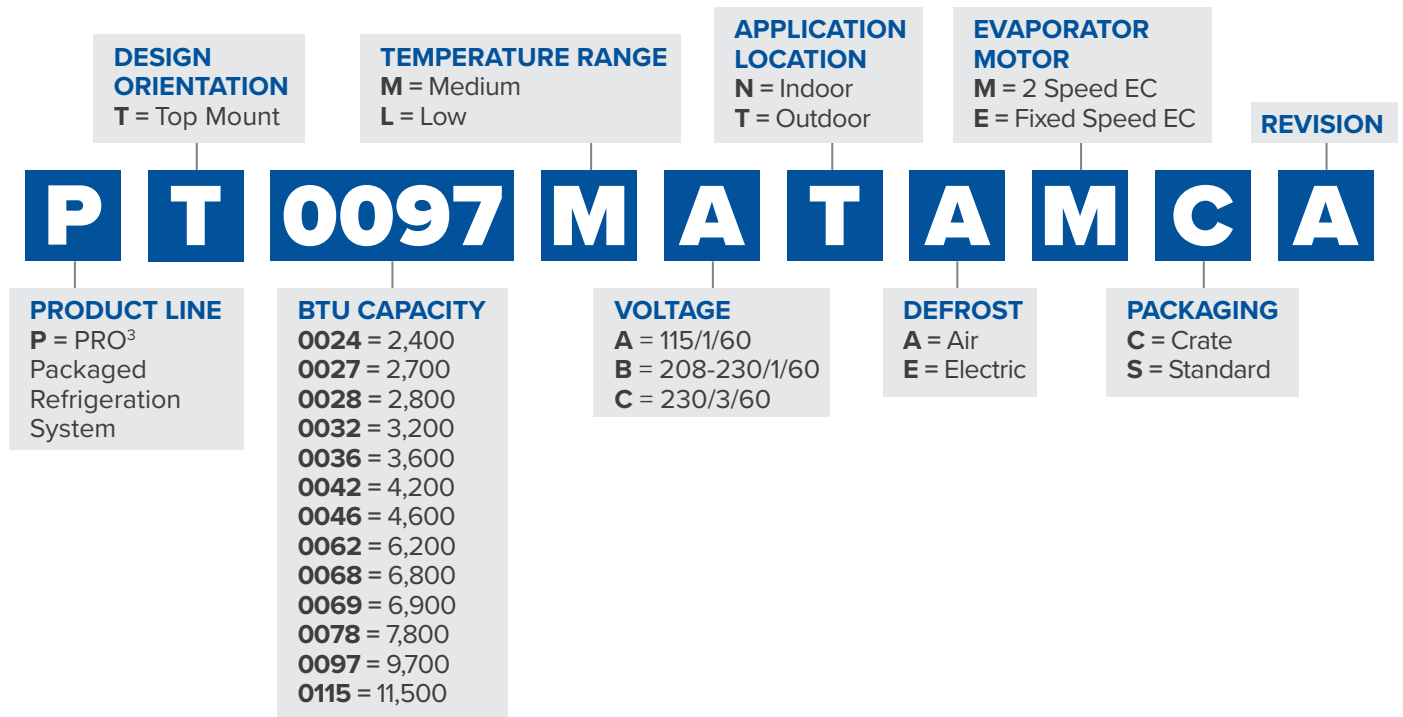 DESIGN
ORIENTATION
T = Top Mount
TEMPERATURE RANGE
M = Medium
L = Low
APPLICATION
LOCATION
N = Indoor
T = Outdoor
EVAPORATOR
MOTOR
M = 2 Speed EC
E = Fixed Speed EC
REVISION
P T 0097 M A T A M C A
PRODUCT LINE
P = PRO³
Packaged
Refrigeration
System
BTU CAPACITY
0024 = 2,400
0027 = 2,700
0028 = 2,800
0032 = 3,200
0036 = 3,600
0042 = 4,200
0046 = 4,600
0062 = 6,200
0068 = 6,800
0069 = 6,900
0078 = 7,800
0097 = 9,700
0115 = 11,500
VOLTAGE
A = 115/1/60
B = 208-230/1/60
C = 230/3/60
DEFROST
A = Air
E = Electric
PACKAGING
C = Crate
S = Standard